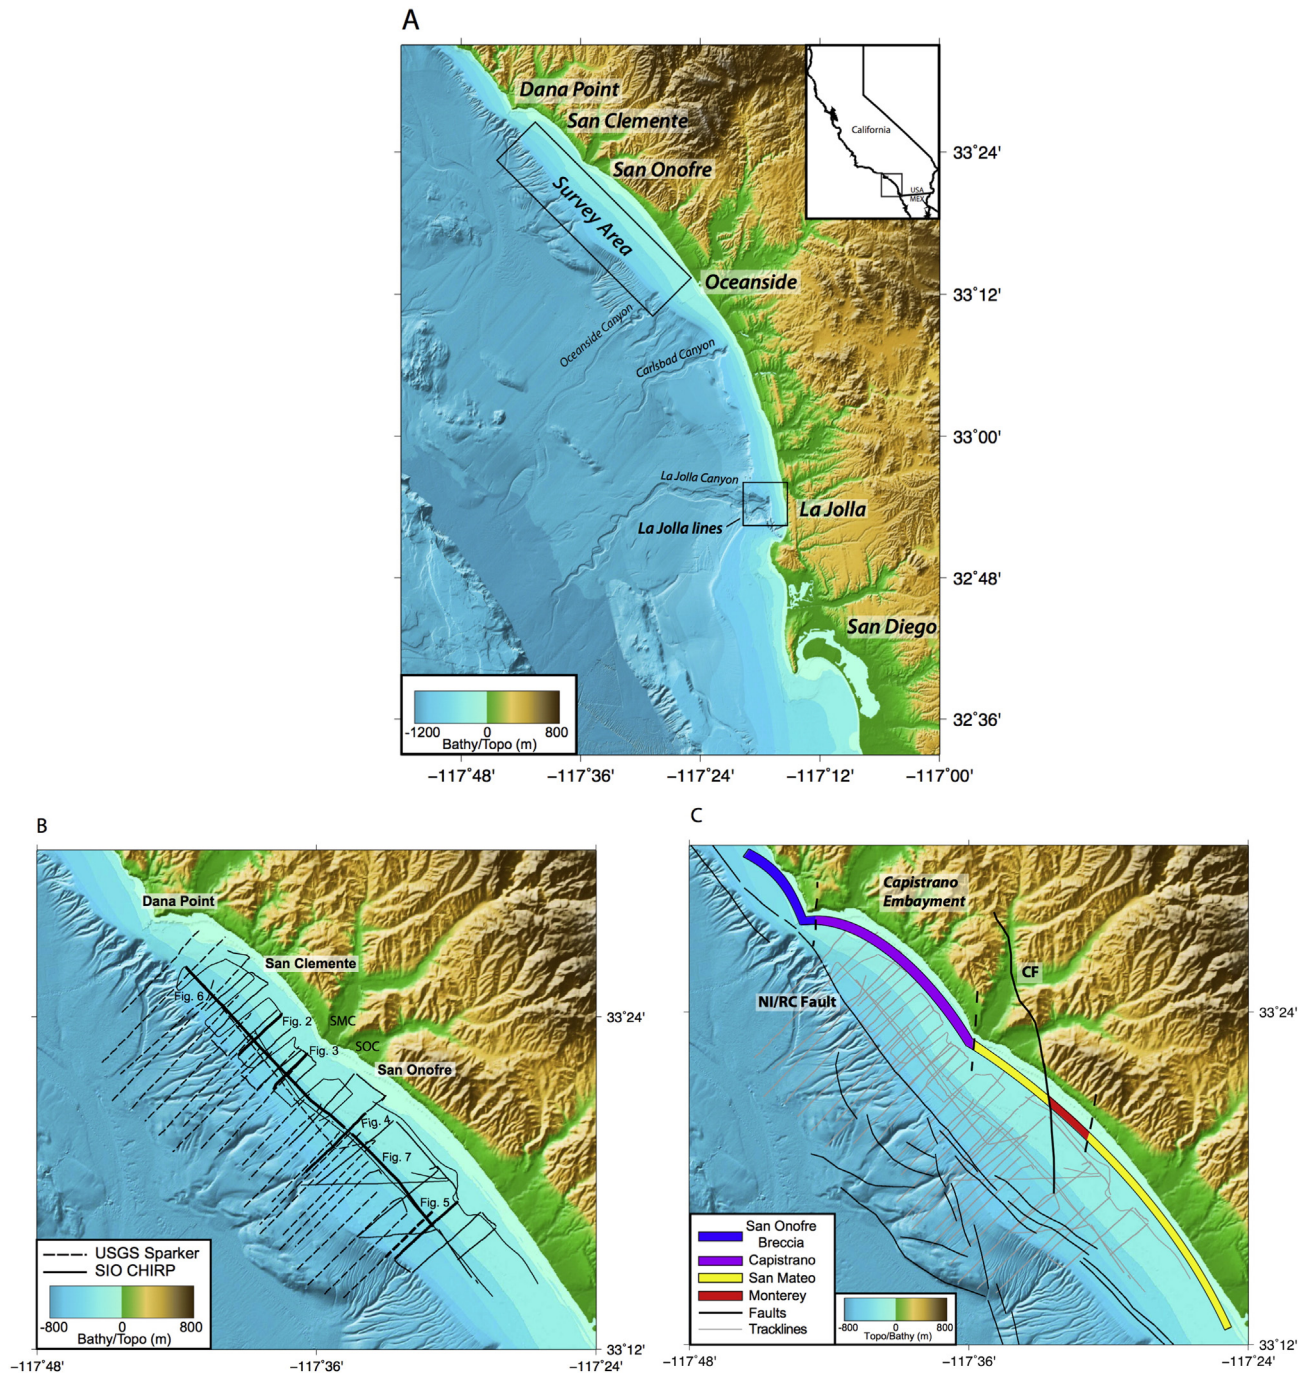 A
Dana Point
San Clemente
San Onofre
Survey Area
Oceanside
Oceanside Canyon
Carlsbad Canyon
La Jolla Canyon
La Jolla lines
La Jolla
San Diego
California
USA
MEX
33˚24'
33˚12'
33˚00'
32˚48'
32˚36'
-1200 0 800
Bathy/Topo (m)
−117˚48' −117˚36' −117˚24' −117˚12' −117˚00'
B
Dana Point
San Clemente
Fig. 6
Fig. 2
SMC
Fig. 3
SOC
San Onofre
Fig. 4
Fig. 7
Fig. 5
33˚24'
USGS Sparker
SIO CHIRP
-800 0 800
Bathy/Topo (m)
33˚12'
−117˚48' −117˚36' −117˚24'
C
Capistrano
Embayment
CF
NI/RC Fault
33˚24'
San Onofre
Breccia
Capistrano
San Mateo
Monterey
Faults
Tracklines
-800 0 800
Topo/Bathy (m)
33˚12'
−117˚48' −117˚36' −117˚24'